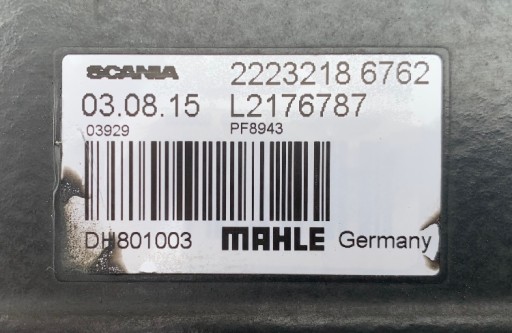 SCANIA 2223218 6762
03.08.15 L2176787
03929 PF8943
DH801003 MAHLE Germany